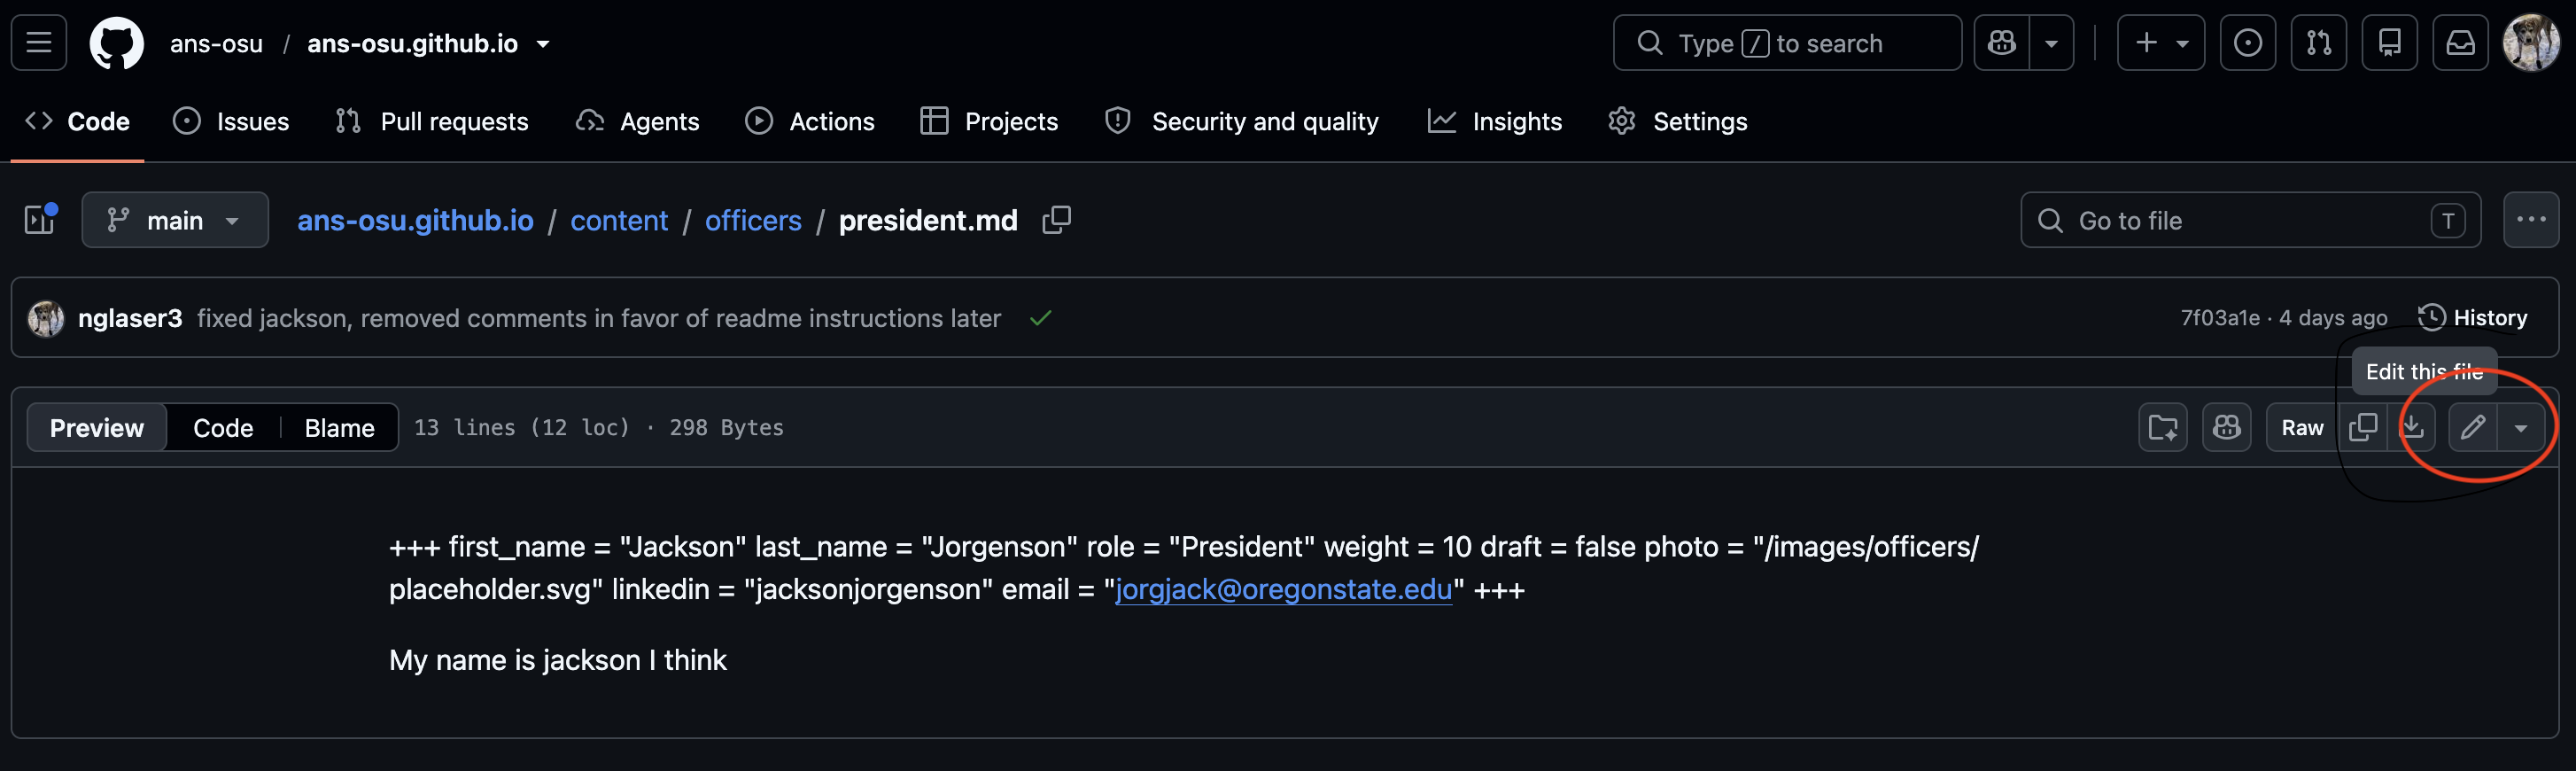 ans-osu / ans-osu.github.io
Type / to search
Code Issues Pull requests Agents Actions Projects Security and quality Insights Settings
main ans-osu.github.io / content / officers / president.md
Go to file T
nglaser3 fixed jackson, removed comments in favor of readme instructions later
7f03a1e · 4 days ago History
Edit this file
Preview Code Blame 13 lines (12 loc) · 298 Bytes
Raw
+++ first_name = "Jackson" last_name = "Jorgenson" role = "President" weight = 10 draft = false photo = "/images/officers/
placeholder.svg" linkedin = "jacksonjorgenson" email = "jorgjack@oregonstate.edu" +++
My name is jackson I think